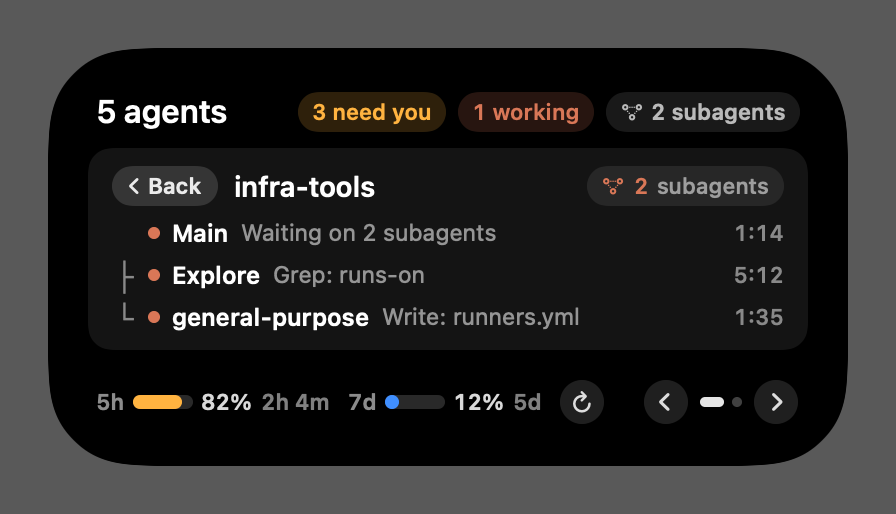 5 agents 3 need you 1 working 2 subagents
Back infra-tools 2 subagents
Main Waiting on 2 subagents 1:14
Explore Grep: runs-on 5:12
general-purpose Write: runners.yml 1:35
5h 82% 2h 4m 7d 12% 5d